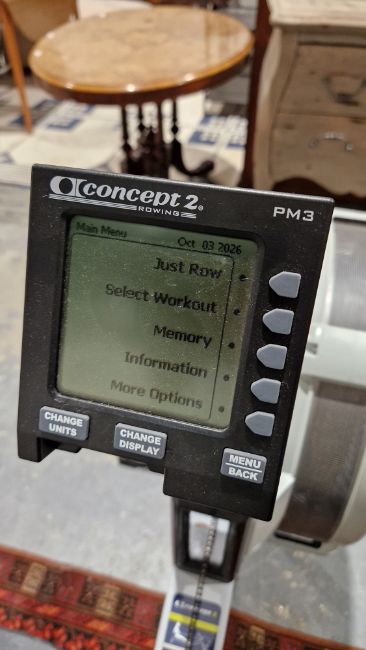 concept 2®
ROWING
PM3
Main Menu
Oct 03 2026
Just Row
Select Workout
Memory
Information
More Options
CHANGE UNITS
CHANGE DISPLAY
MENU BACK